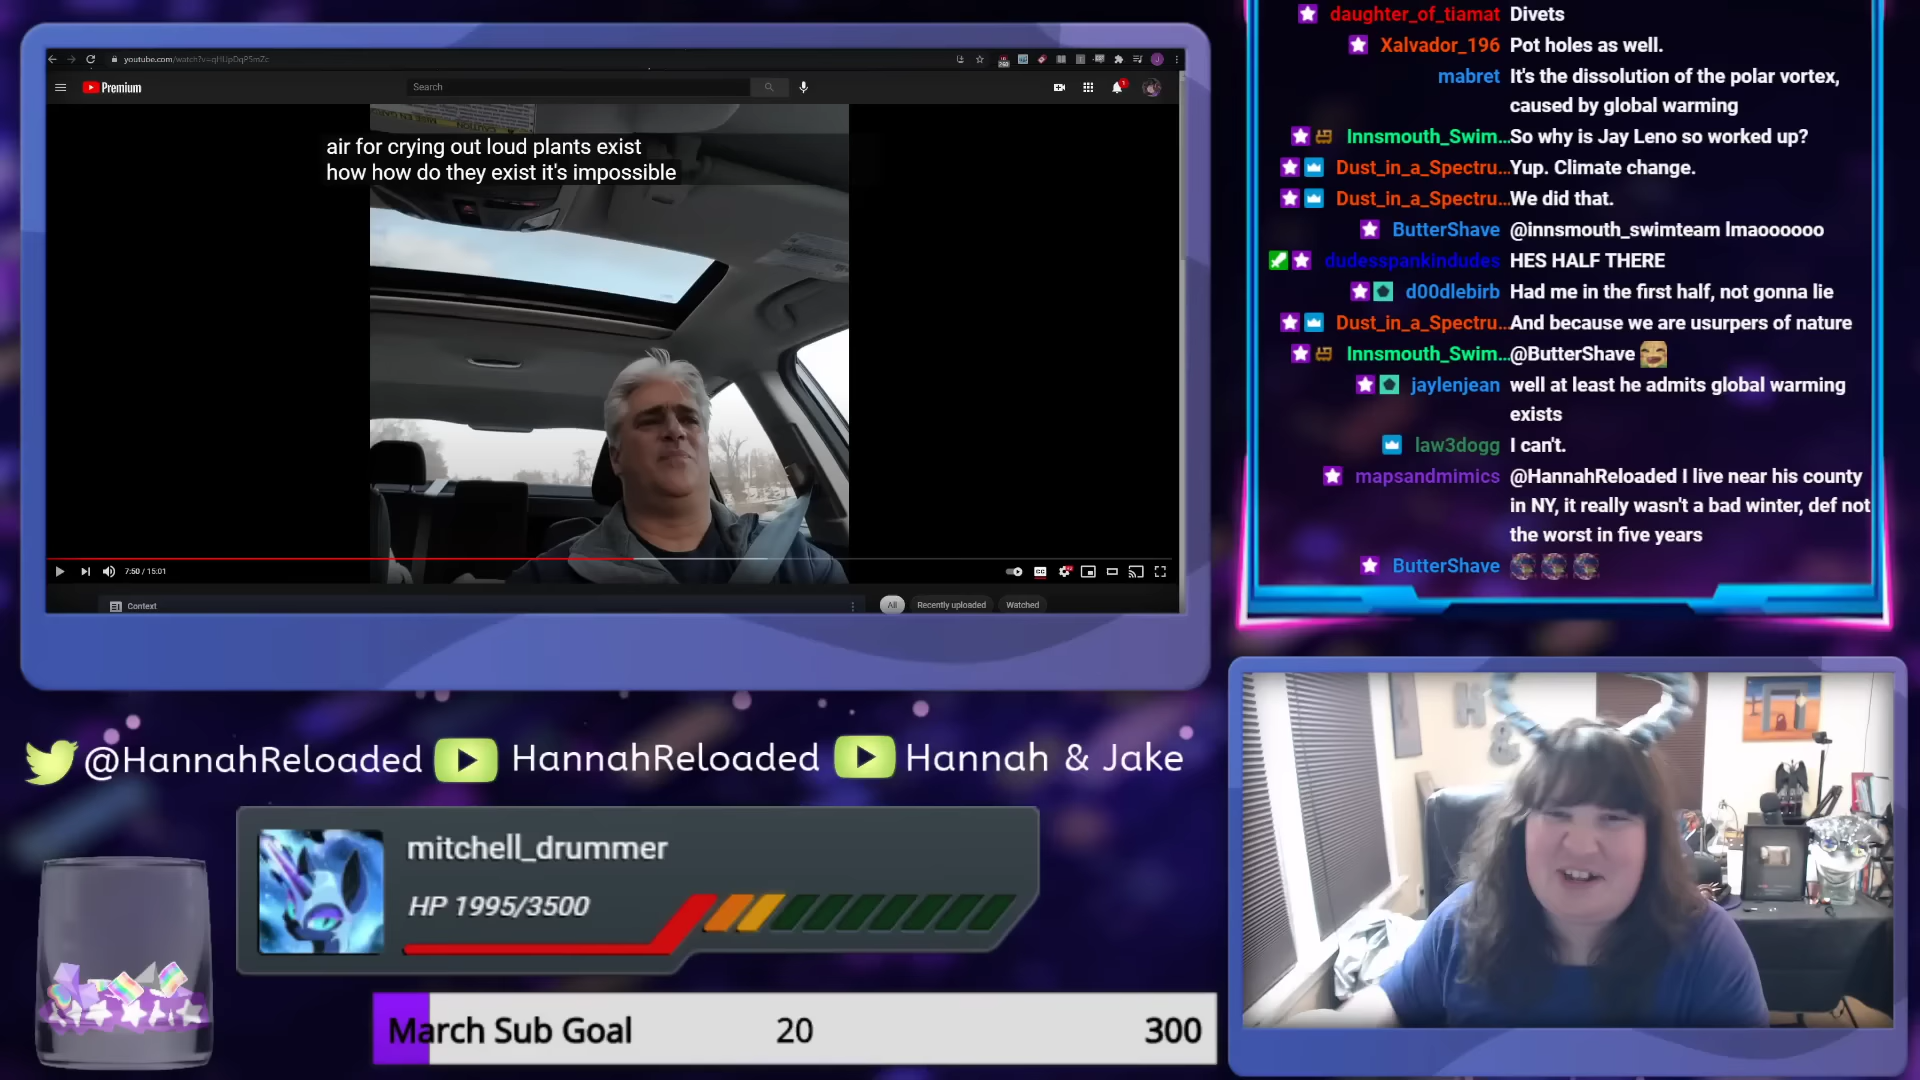 youtube.com/watch?v=qHUpDqP5mZc
Premium
Search
air for crying out loud plants exist
how how do they exist it's impossible
7:50 / 15:01
Context
All
Recently uploaded
Watched
daughter_of_tiamat Divets
Xalvador_196 Pot holes as well.
mabret It's the dissolution of the polar vortex,
caused by global warming
Innsmouth_Swim... So why is Jay Leno so worked up?
Dust_in_a_Spectru... Yup. Climate change.
Dust_in_a_Spectru... We did that.
ButterShave @innsmouth_swimteam lmaoooooo
dudesspankindudes HES HALF THERE
d00dlebirb Had me in the first half, not gonna lie
Dust_in_a_Spectru... And because we are usurpers of nature
Innsmouth_Swim... @ButterShave
jaylenjean well at least he admits global warming
exists
law3dogg I can't.
mapsandmimics @HannahReloaded I live near his county
in NY, it really wasn't a bad winter, def not
the worst in five years
ButterShave
@HannahReloaded HannahReloaded Hannah & Jake
mitchell_drummer
HP 1995/3500
March Sub Goal 20 300
H
&